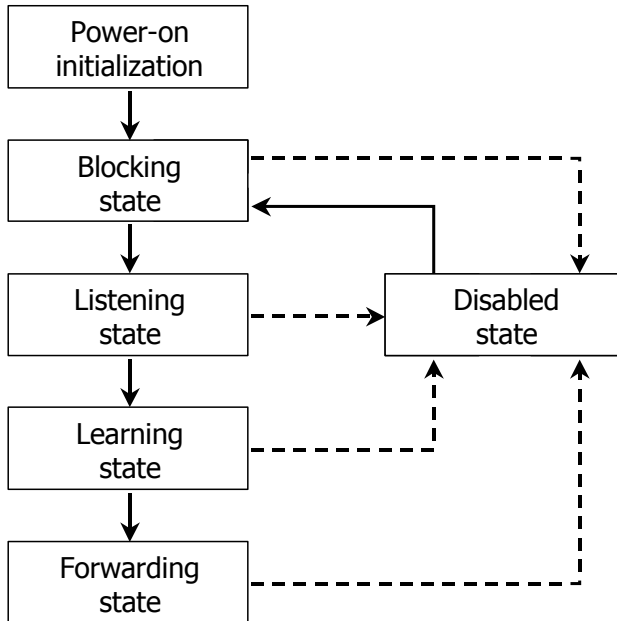 Power-on
initialization
Blocking
state
Listening
state
Disabled
state
Learning
state
Forwarding
state